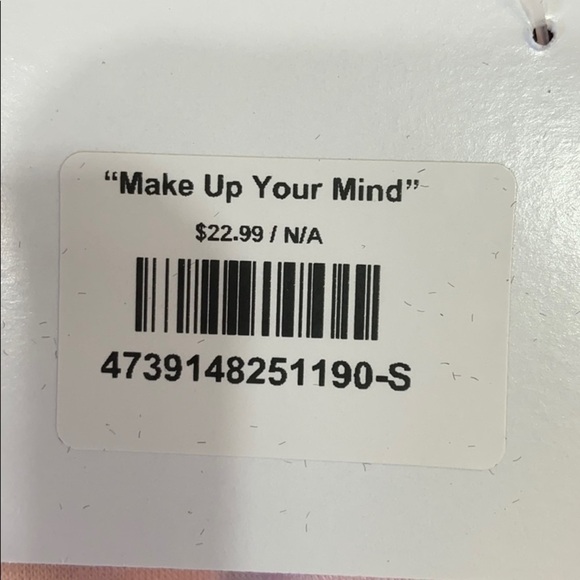 “Make Up Your Mind”
$22.99 / N/A
4739148251190-S